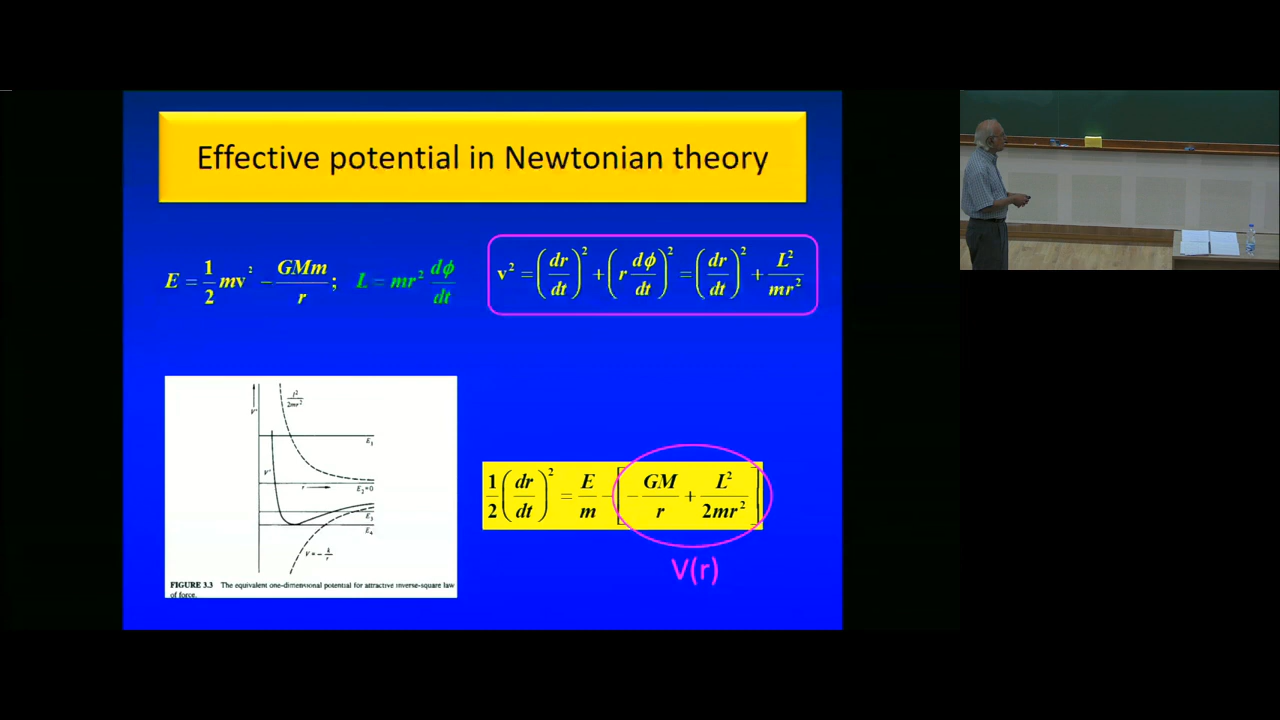 Effective potential in Newtonian theory
E = 1/2 mv² − GMm/r ; L = mr² dϕ/dt
v² = (dr/dt)² + (r dϕ/dt)² = (dr/dt)² + L²/mr²
V'
l²/2mr²
E₁
V'
r
E₂=0
E₃
E₄
V = − k/r
FIGURE 3.3 The equivalent one-dimensional potential for attractive inverse-square law
of force.
1/2 (dr/dt)² = E/m − [− GM/r + L²/2mr²]
V(r)